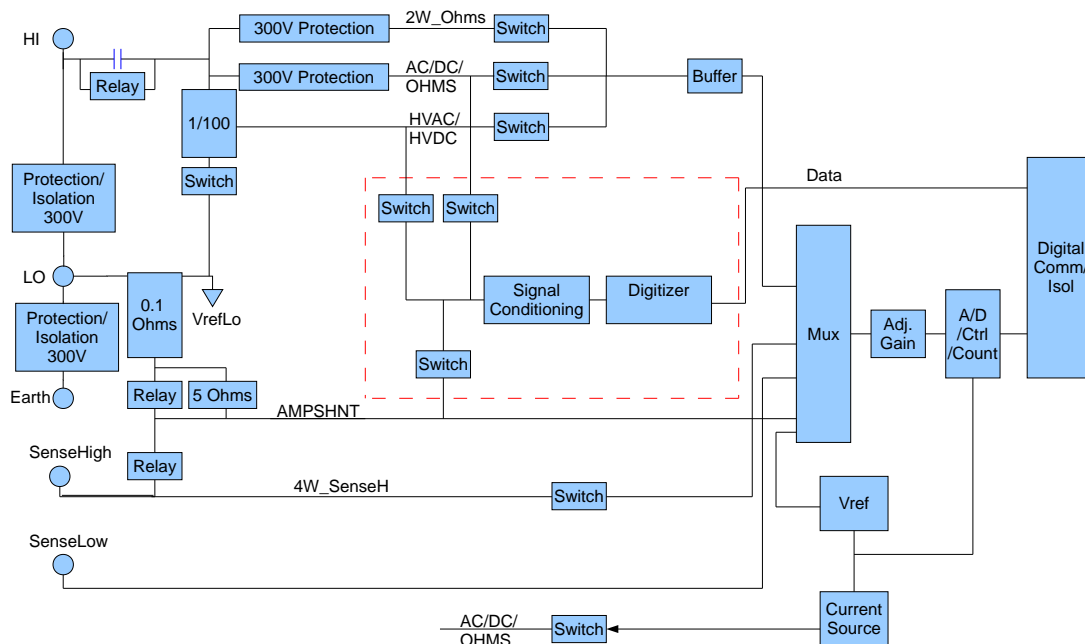 HI
2W_Ohms
300V Protection
Switch
Relay
300V Protection
AC/DC/
OHMS
Switch
Buffer
1/100
HVAC/
HVDC
Switch
Switch
Protection/
Isolation
300V
Switch
Switch
Data
LO
0.1
Ohms
VrefLo
Signal
Conditioning
Digitizer
Digital
Comm/
Isol
Protection/
Isolation
300V
Mux
Adj.
Gain
A/D
/Ctrl
/Count
Switch
Earth
Relay
5 Ohms
AMPSHNT
SenseHigh
Relay
4W_SenseH
Switch
Vref
SenseLow
AC/DC/
OHMS
Switch
Current
Source